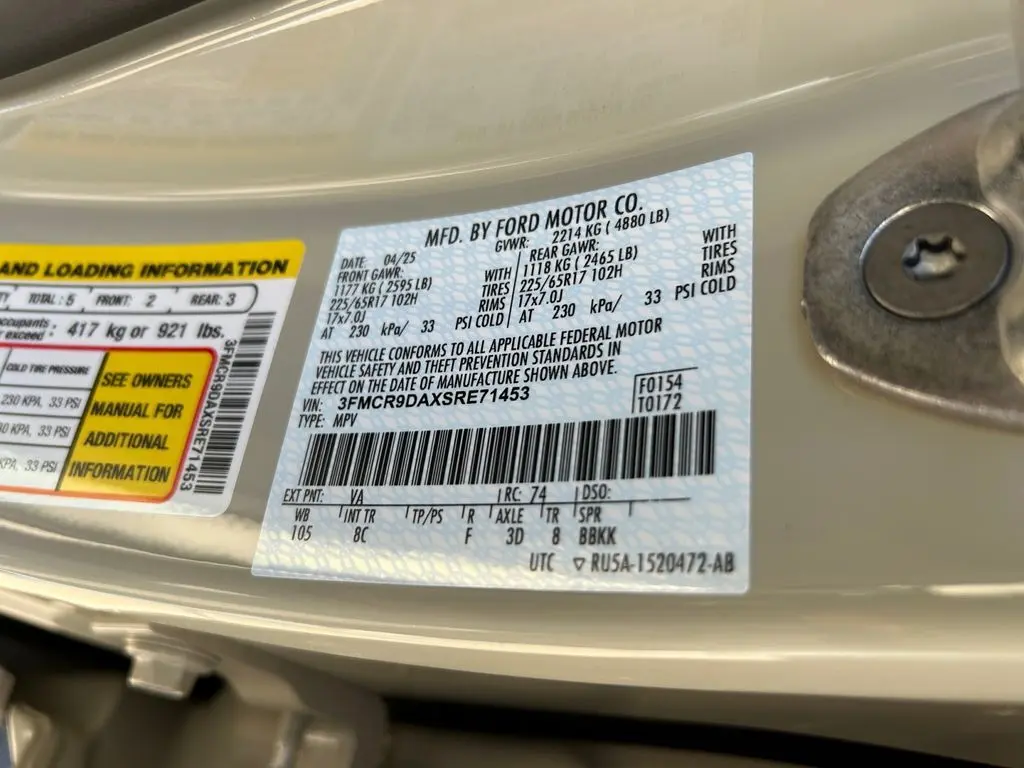 AND LOADING INFORMATION
TOTAL : 5 FRONT: 2 REAR: 3
417 kg or 921 lbs.
COLD TIRE PRESSURE
230 KPA, 33 PSI
KPA, 33 PSI
KPA, 33 PSI
SEE OWNERS
MANUAL FOR
ADDITIONAL
INFORMATION
3FMCR9DAXSRE71453
MFD. BY FORD MOTOR CO.
DATE: 04/25 GVWR: 2214 KG ( 4880 LB)
FRONT GAWR: REAR GAWR:
1177 KG ( 2595 LB) WITH 1118 KG ( 2465 LB) WITH
225/65R17 102H TIRES 225/65R17 102H TIRES
17x7.0J RIMS 17x7.0J RIMS
AT 230 kPa/ 33 PSI COLD AT 230 kPa/ 33 PSI COLD
THIS VEHICLE CONFORMS TO ALL APPLICABLE FEDERAL MOTOR
VEHICLE SAFETY AND THEFT PREVENTION STANDARDS IN
EFFECT ON THE DATE OF MANUFACTURE SHOWN ABOVE.
VIN: 3FMCR9DAXSRE71453 F0154
TYPE: MPV T0172
EXT PNT: VA RC: 74 DSO:
WB INT TR TP/PS R AXLE TR SPR
105 8C F 3D 8 BBKK
UTC ▽ RU5A-1520472-AB